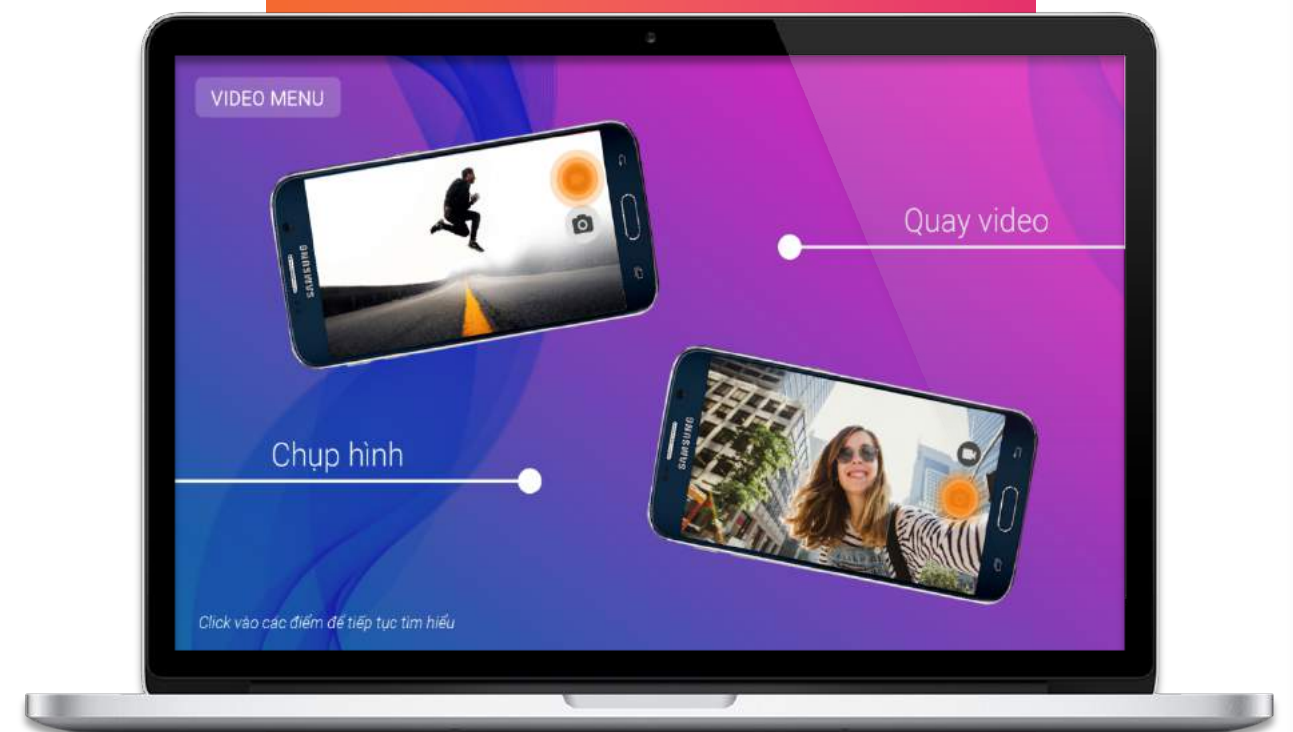 VIDEO MENU
SAMSUNG
Quay video
SAMSUNG
Chụp hình
Click vào các điểm để tiếp tục tìm hiểu